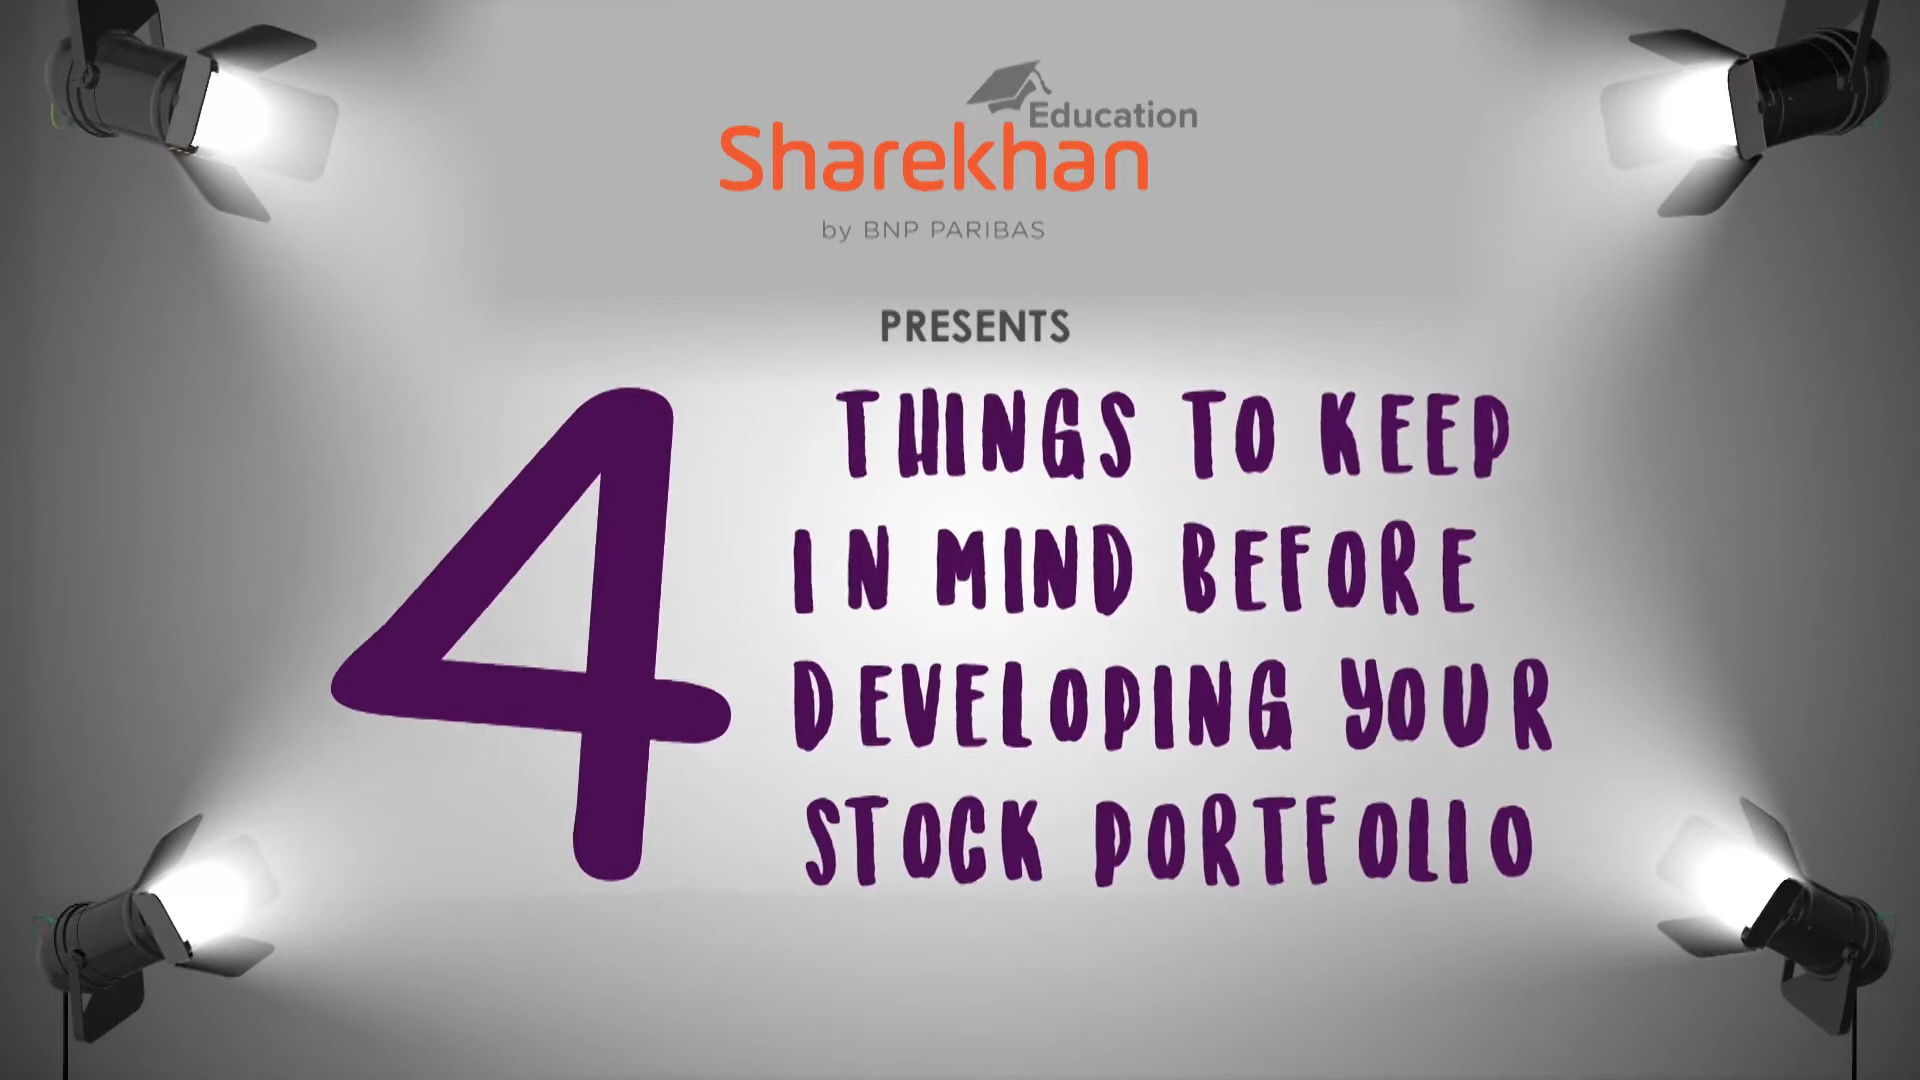 Education
Sharekhan
by BNP PARIBAS
PRESENTS
4
THINGS TO KEEP
IN MIND BEFORE
DEVELOPING YOUR
STOCK PORTFOLIO